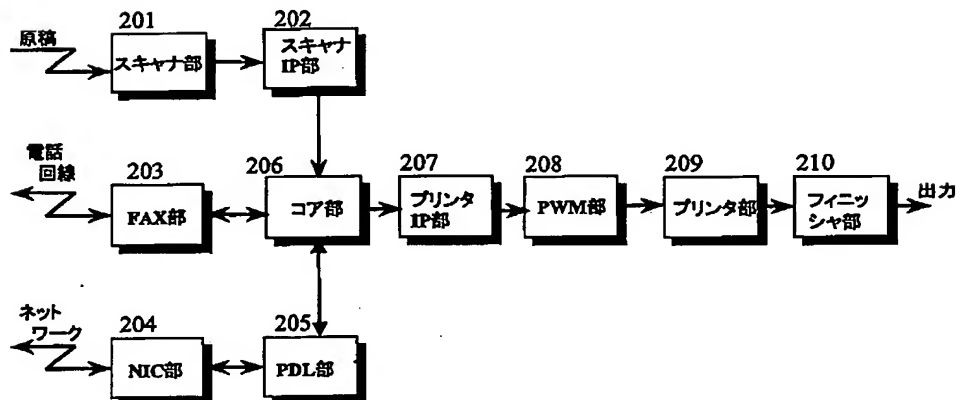 201
202
原稿
スキャナ部
スキャナ
IP部
電話
回線
203
206
207
208
209
210
FAX部
コア部
プリンタ
IP部
PWM部
プリンタ部
フィニッ
シャ部
出力
ネット
ワーク
204
205
NIC部
PDL部